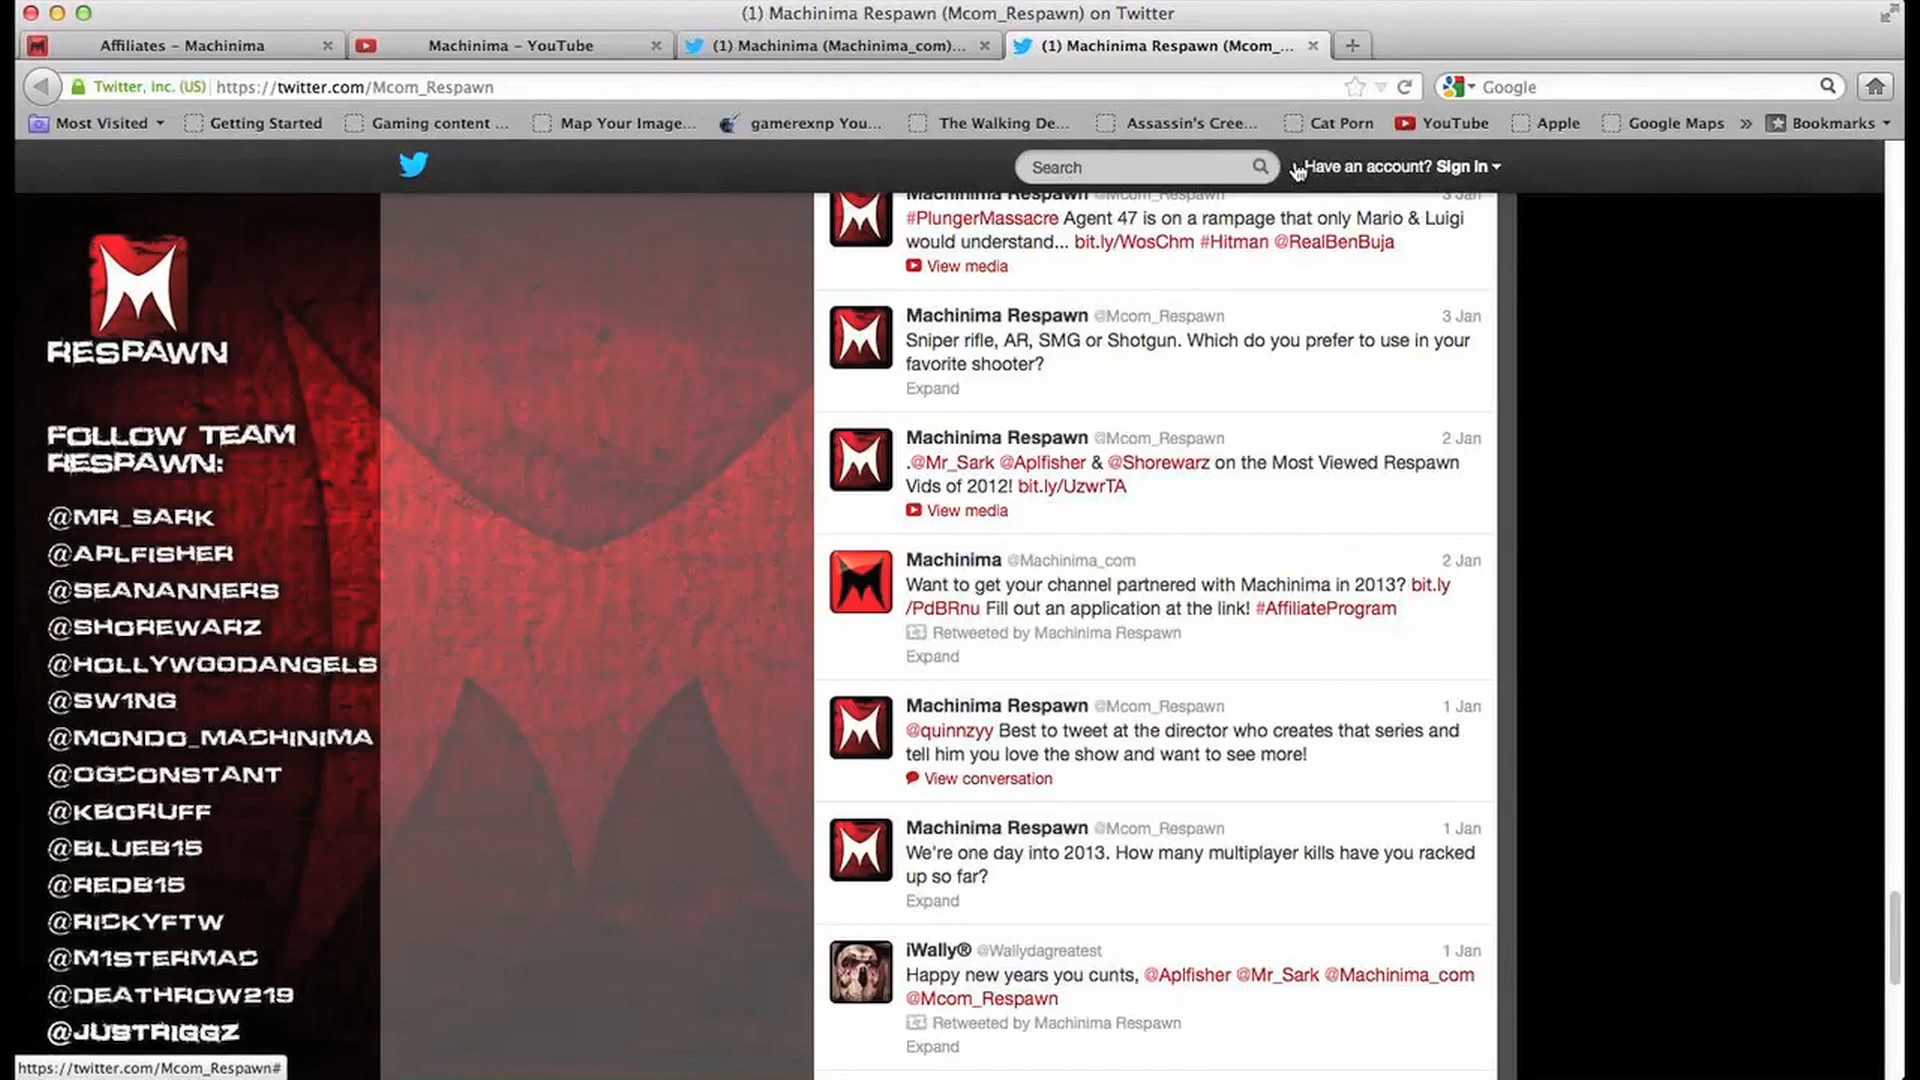 (1) Machinima Respawn (Mcom_Respawn) on Twitter
Affiliates – Machinima
Machinima – YouTube
(1) Machinima (Machinima_com)...
(1) Machinima Respawn (Mcom_...
Twitter, Inc. (US)
https://twitter.com/Mcom_Respawn
Google
Most Visited
Getting Started
Gaming content ...
Map Your Image...
gamerexnp You...
The Walking De...
Assassin's Cree...
Cat Porn
YouTube
Apple
Google Maps
»
Bookmarks
Search
Have an account? Sign in
RESPAWN
FOLLOW TEAM
RESPAWN:
@MR_SARK
@APLFISHER
@SEANANNERS
@SHOREWARZ
@HOLLYWOODANGELS
@SW1NG
@MONDO_MACHINIMA
@OGCONSTANT
@KBORUFF
@BLUEB15
@REDB15
@RICKYFTW
@M1STERMAC
@DEATHROW219
@JUSTRIGGZ
https://twitter.com/Mcom_Respawn#
Machinima Respawn @Mcom_Respawn 3 Jan
#PlungerMassacre Agent 47 is on a rampage that only Mario & Luigi
would understand... bit.ly/WosChm #Hitman @RealBenBuja
View media
Machinima Respawn @Mcom_Respawn 3 Jan
Sniper rifle, AR, SMG or Shotgun. Which do you prefer to use in your
favorite shooter?
Expand
Machinima Respawn @Mcom_Respawn 2 Jan
.@Mr_Sark @Aplfisher & @Shorewarz on the Most Viewed Respawn
Vids of 2012! bit.ly/UzwrTA
View media
Machinima @Machinima_com 2 Jan
Want to get your channel partnered with Machinima in 2013? bit.ly
/PdBRnu Fill out an application at the link! #AffiliateProgram
Retweeted by Machinima Respawn
Expand
Machinima Respawn @Mcom_Respawn 1 Jan
@quinnzyy Best to tweet at the director who creates that series and
tell him you love the show and want to see more!
View conversation
Machinima Respawn @Mcom_Respawn 1 Jan
We're one day into 2013. How many multiplayer kills have you racked
up so far?
Expand
iWally® @Wallydagreatest 1 Jan
Happy new years you cunts, @Aplfisher @Mr_Sark @Machinima_com
@Mcom_Respawn
Retweeted by Machinima Respawn
Expand